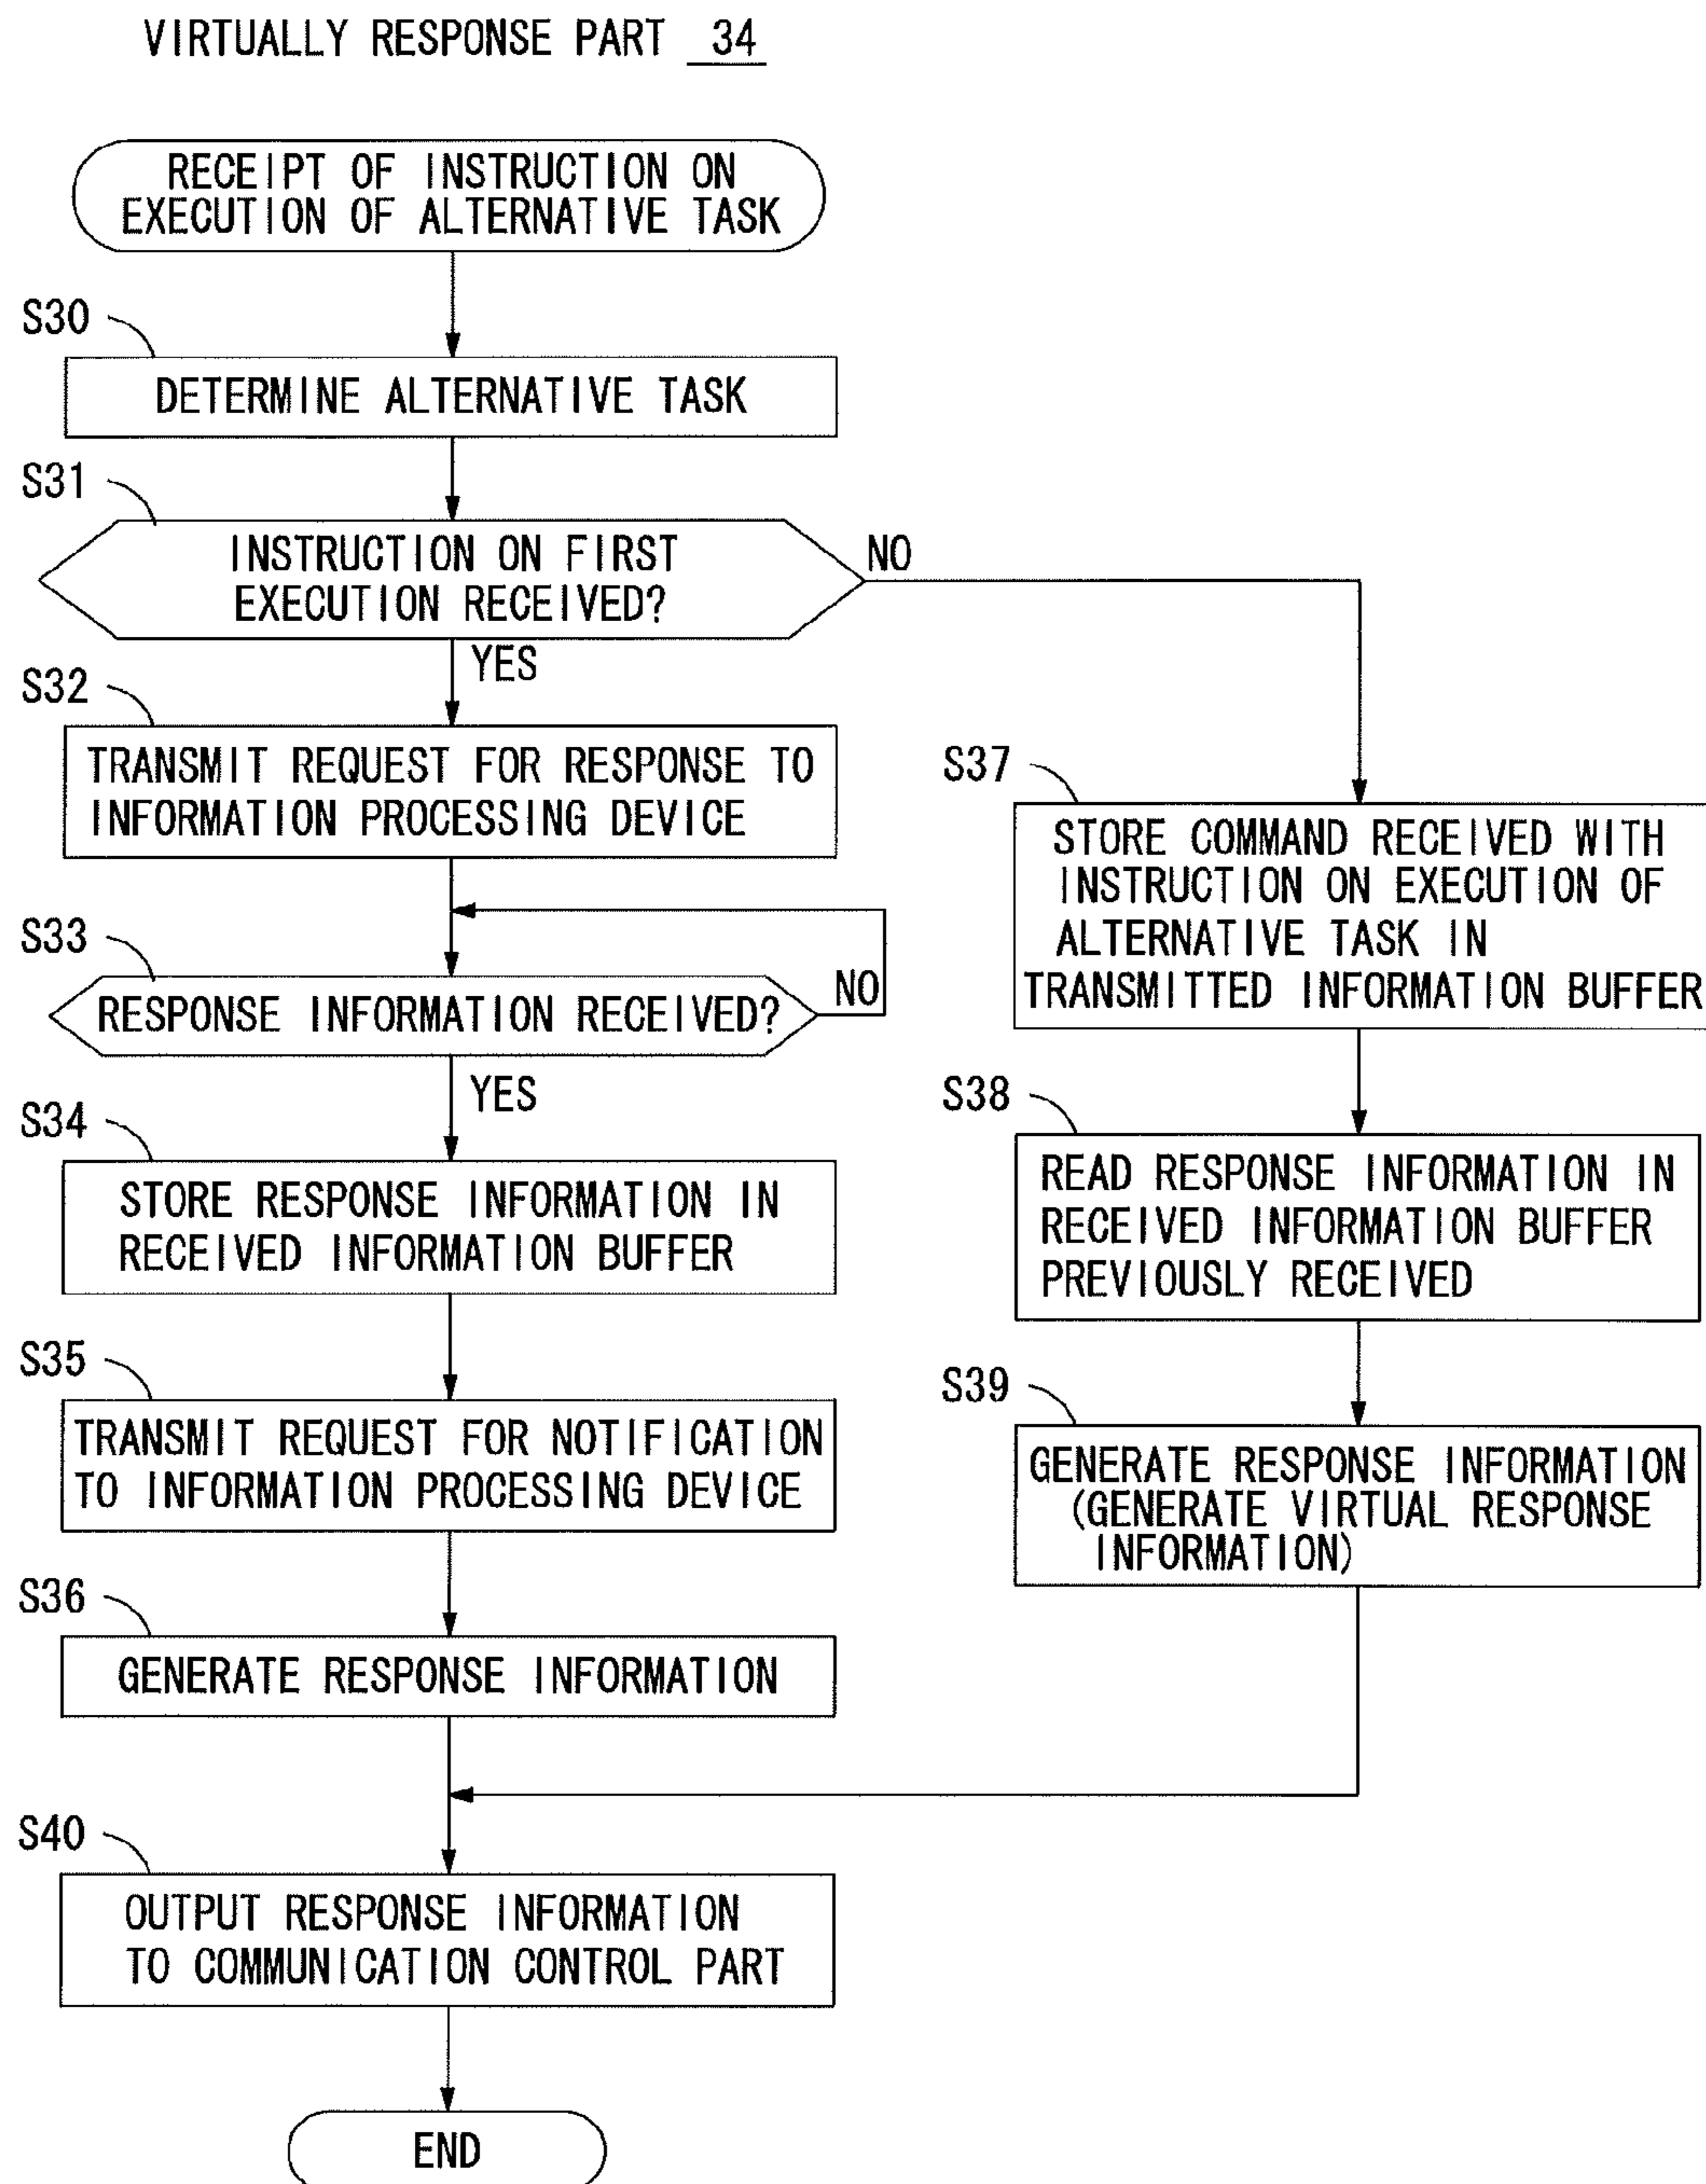 VIRTUALLY RESPONSE PART 34
RECEIPT OF INSTRUCTION ON
EXECUTION OF ALTERNATIVE TASK
S30
DETERMINE ALTERNATIVE TASK
S31
INSTRUCTION ON FIRST
EXECUTION RECEIVED?
NO
YES
S32
TRANSMIT REQUEST FOR RESPONSE TO
INFORMATION PROCESSING DEVICE
S33
RESPONSE INFORMATION RECEIVED?
NO
YES
S34
STORE RESPONSE INFORMATION IN
RECEIVED INFORMATION BUFFER
S35
TRANSMIT REQUEST FOR NOTIFICATION
TO INFORMATION PROCESSING DEVICE
S36
GENERATE RESPONSE INFORMATION
S37
STORE COMMAND RECEIVED WITH
INSTRUCTION ON EXECUTION OF
ALTERNATIVE TASK IN
TRANSMITTED INFORMATION BUFFER
S38
READ RESPONSE INFORMATION IN
RECEIVED INFORMATION BUFFER
PREVIOUSLY RECEIVED
S39
GENERATE RESPONSE INFORMATION
(GENERATE VIRTUAL RESPONSE
INFORMATION)
S40
OUTPUT RESPONSE INFORMATION
TO COMMUNICATION CONTROL PART
END